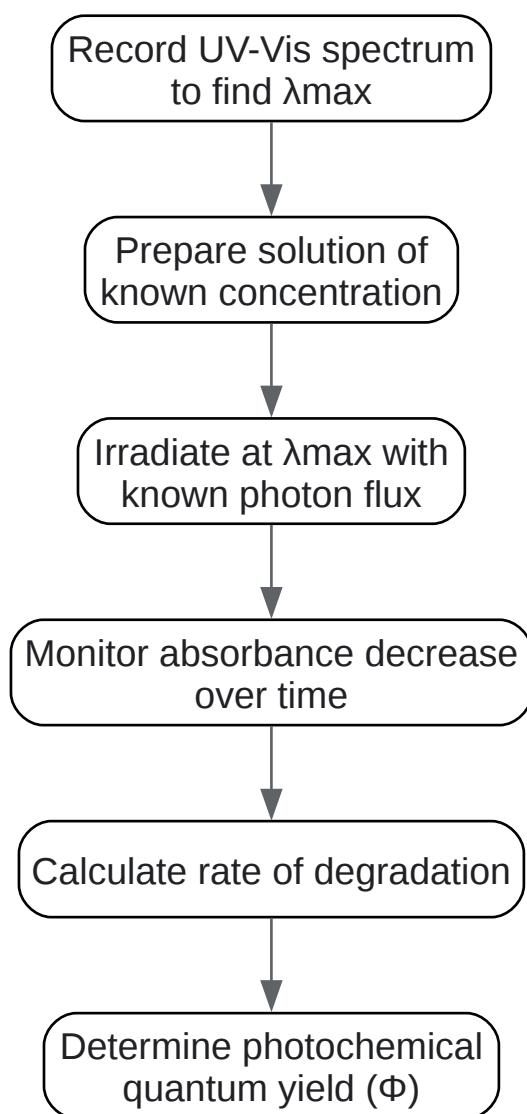 Record UV-Vis spectrum
to find λmax
Prepare solution of
known concentration
Irradiate at λmax with
known photon flux
Monitor absorbance decrease
over time
Calculate rate of degradation
Determine photochemical
quantum yield (Φ)